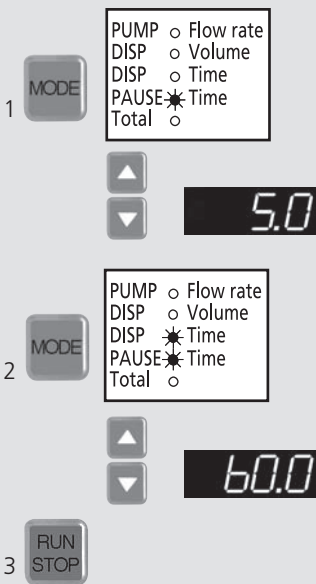 PUMP Flow rate
DISP Volume
DISP Time
PAUSE Time
Total
1 MODE
5.0
PUMP Flow rate
DISP Volume
DISP Time
PAUSE Time
Total
2 MODE
b0.0
3 RUN STOP